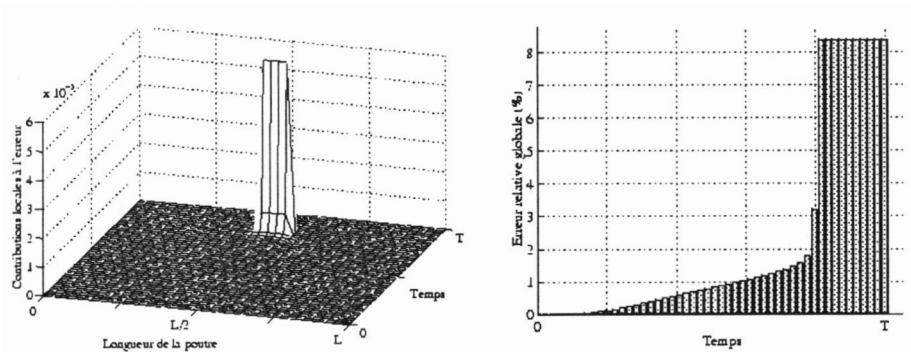 x 10⁻³
6
5
4
3
2
1
0
Contributions locales à l'erreur
0
L/2
L
Longueur de la poutre
0
T
Temps
8
7
6
5
4
3
2
1
0
Erreur relative globale (%)
0
T
Temps